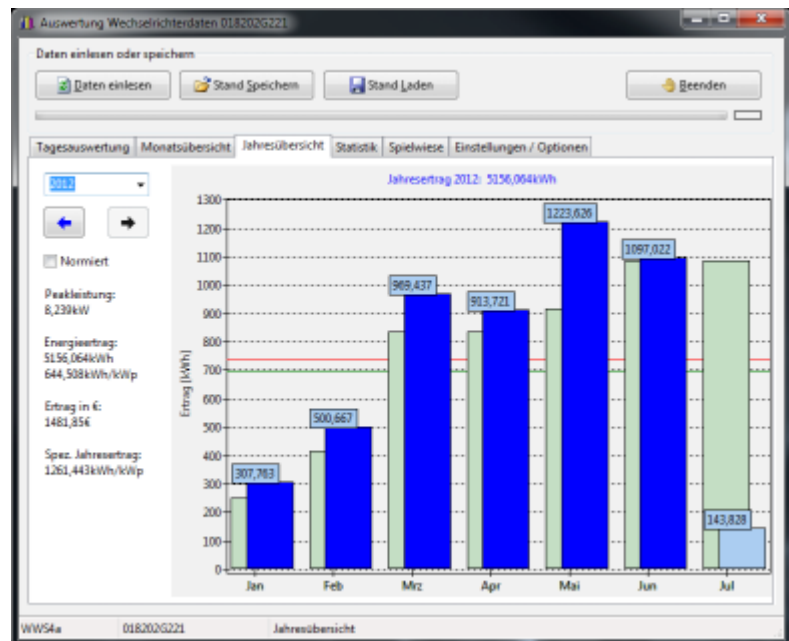 Auswertung Wechselrichterdaten 018202G221
Daten einlesen oder speichern
Daten einlesen
Stand Speichern
Stand Laden
Beenden
Tagesauswertung Monatsübersicht Jahresübersicht Statistik Spielwiese Einstellungen / Optionen
2012
Normiert
Peakleistung:
8,239kW
Energieertrag:
5156,064kWh
644,508kWh/kWp
Ertrag in €:
1481,85€
Spez. Jahresertrag:
1261,443kWh/kWp
Jahresertrag 2012: 5156,064kWh
Ertrag [kWh]
1300
1200
1100
1000
900
800
700
600
500
400
300
200
100
0
307,763
500,667
969,437
913,721
1223,626
1097,022
143,828
Jan Feb Mrz Apr Mai Jun Jul
WWS4a 018202G221 Jahresübersicht